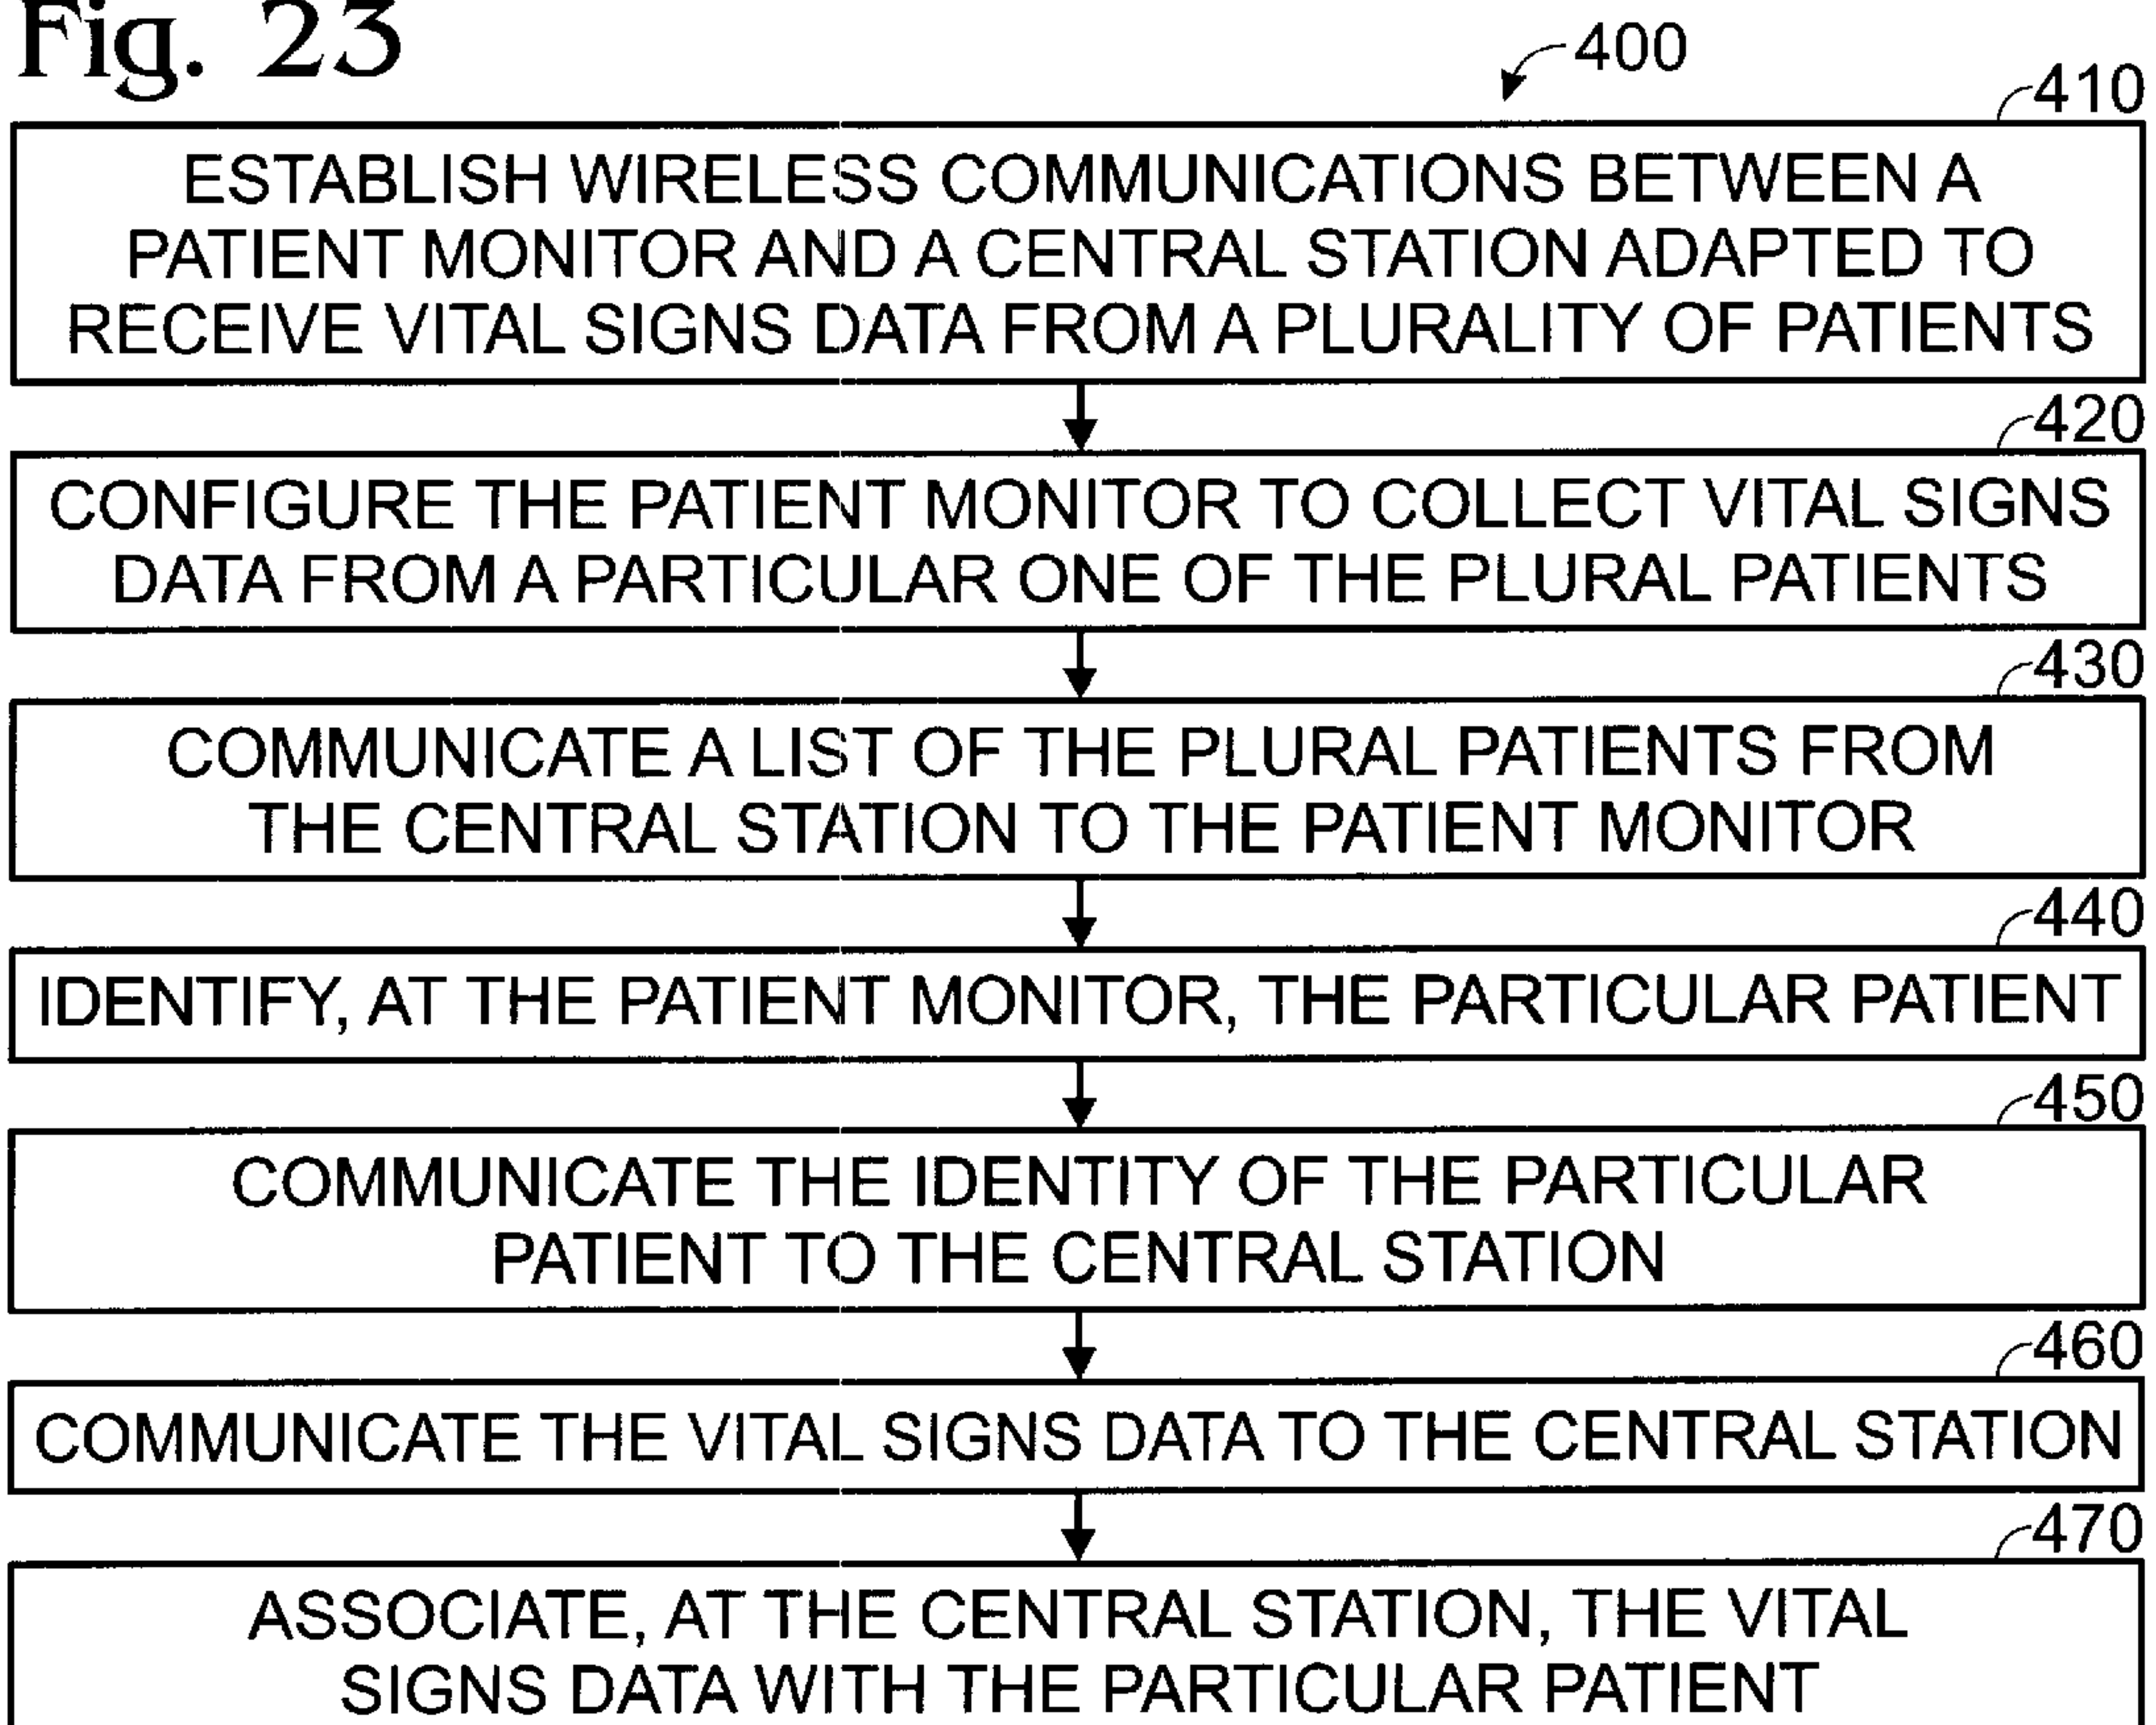 Fig. 23
400
410
ESTABLISH WIRELESS COMMUNICATIONS BETWEEN A
PATIENT MONITOR AND A CENTRAL STATION ADAPTED TO
RECEIVE VITAL SIGNS DATA FROM A PLURALITY OF PATIENTS
420
CONFIGURE THE PATIENT MONITOR TO COLLECT VITAL SIGNS
DATA FROM A PARTICULAR ONE OF THE PLURAL PATIENTS
430
COMMUNICATE A LIST OF THE PLURAL PATIENTS FROM
THE CENTRAL STATION TO THE PATIENT MONITOR
440
IDENTIFY, AT THE PATIENT MONITOR, THE PARTICULAR PATIENT
450
COMMUNICATE THE IDENTITY OF THE PARTICULAR
PATIENT TO THE CENTRAL STATION
460
COMMUNICATE THE VITAL SIGNS DATA TO THE CENTRAL STATION
470
ASSOCIATE, AT THE CENTRAL STATION, THE VITAL
SIGNS DATA WITH THE PARTICULAR PATIENT